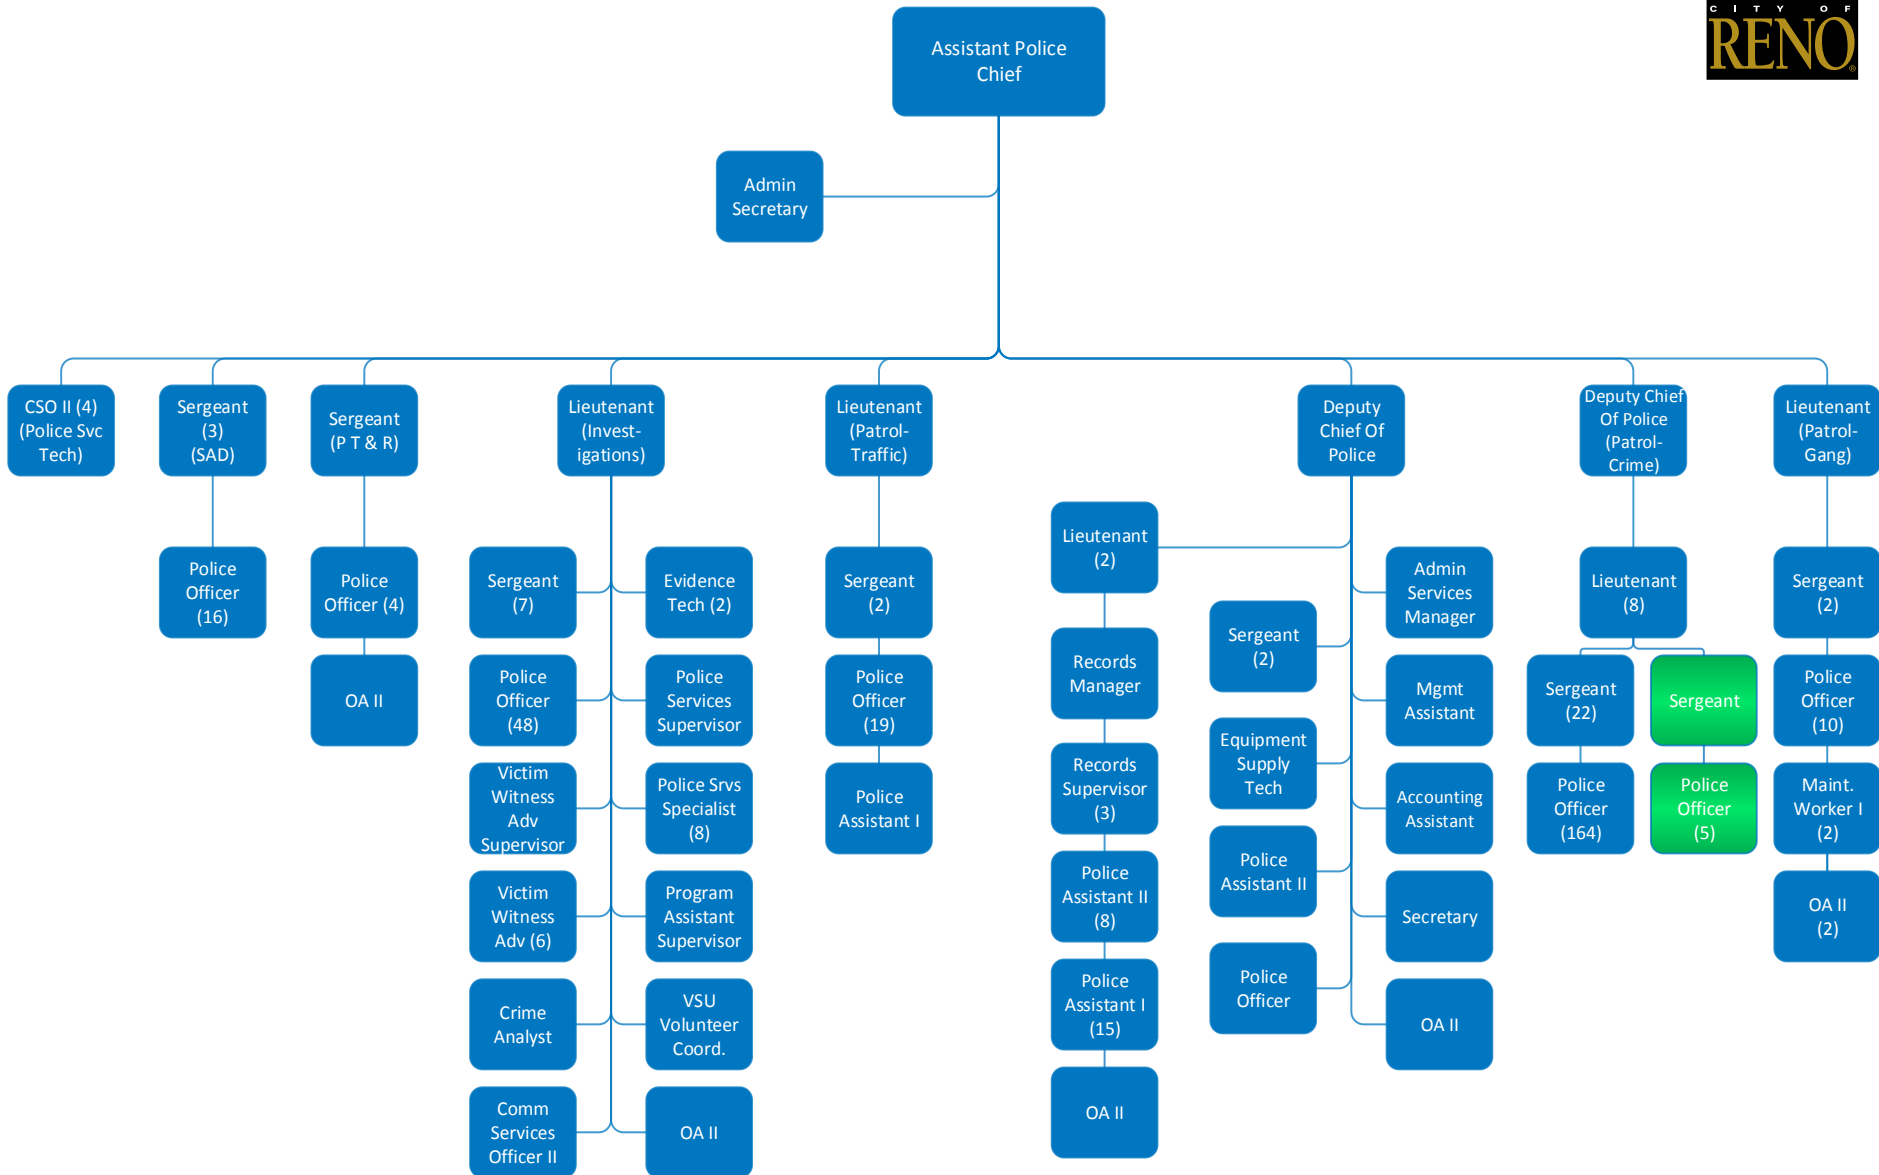 CITY OF
RENO®
Assistant Police
Chief
Admin
Secretary
CSO II (4)
(Police Svc
Tech)
Sergeant
(3)
(SAD)
Sergeant
(P T & R)
Lieutenant
(Invest-
igations)
Lieutenant
(Patrol-
Traffic)
Deputy
Chief Of
Police
Deputy Chief
Of Police
(Patrol-
Crime)
Lieutenant
(Patrol-
Gang)
Police
Officer
(16)
Police
Officer (4)
OA II
Sergeant
(7)
Evidence
Tech (2)
Police
Officer
(48)
Police
Services
Supervisor
Victim
Witness
Adv
Supervisor
Police Srvs
Specialist
(8)
Victim
Witness
Adv (6)
Program
Assistant
Supervisor
Crime
Analyst
VSU
Volunteer
Coord.
Comm
Services
Officer II
OA II
Sergeant
(2)
Police
Officer
(19)
Police
Assistant I
Lieutenant
(2)
Records
Manager
Records
Supervisor
(3)
Police
Assistant II
(8)
Police
Assistant I
(15)
OA II
Sergeant
(2)
Equipment
Supply
Tech
Police
Assistant II
Police
Officer
Admin
Services
Manager
Mgmt
Assistant
Accounting
Assistant
Secretary
OA II
Lieutenant
(8)
Sergeant
(22)
Police
Officer
(164)
Sergeant
Police
Officer
(5)
Sergeant
(2)
Police
Officer
(10)
Maint.
Worker I
(2)
OA II
(2)